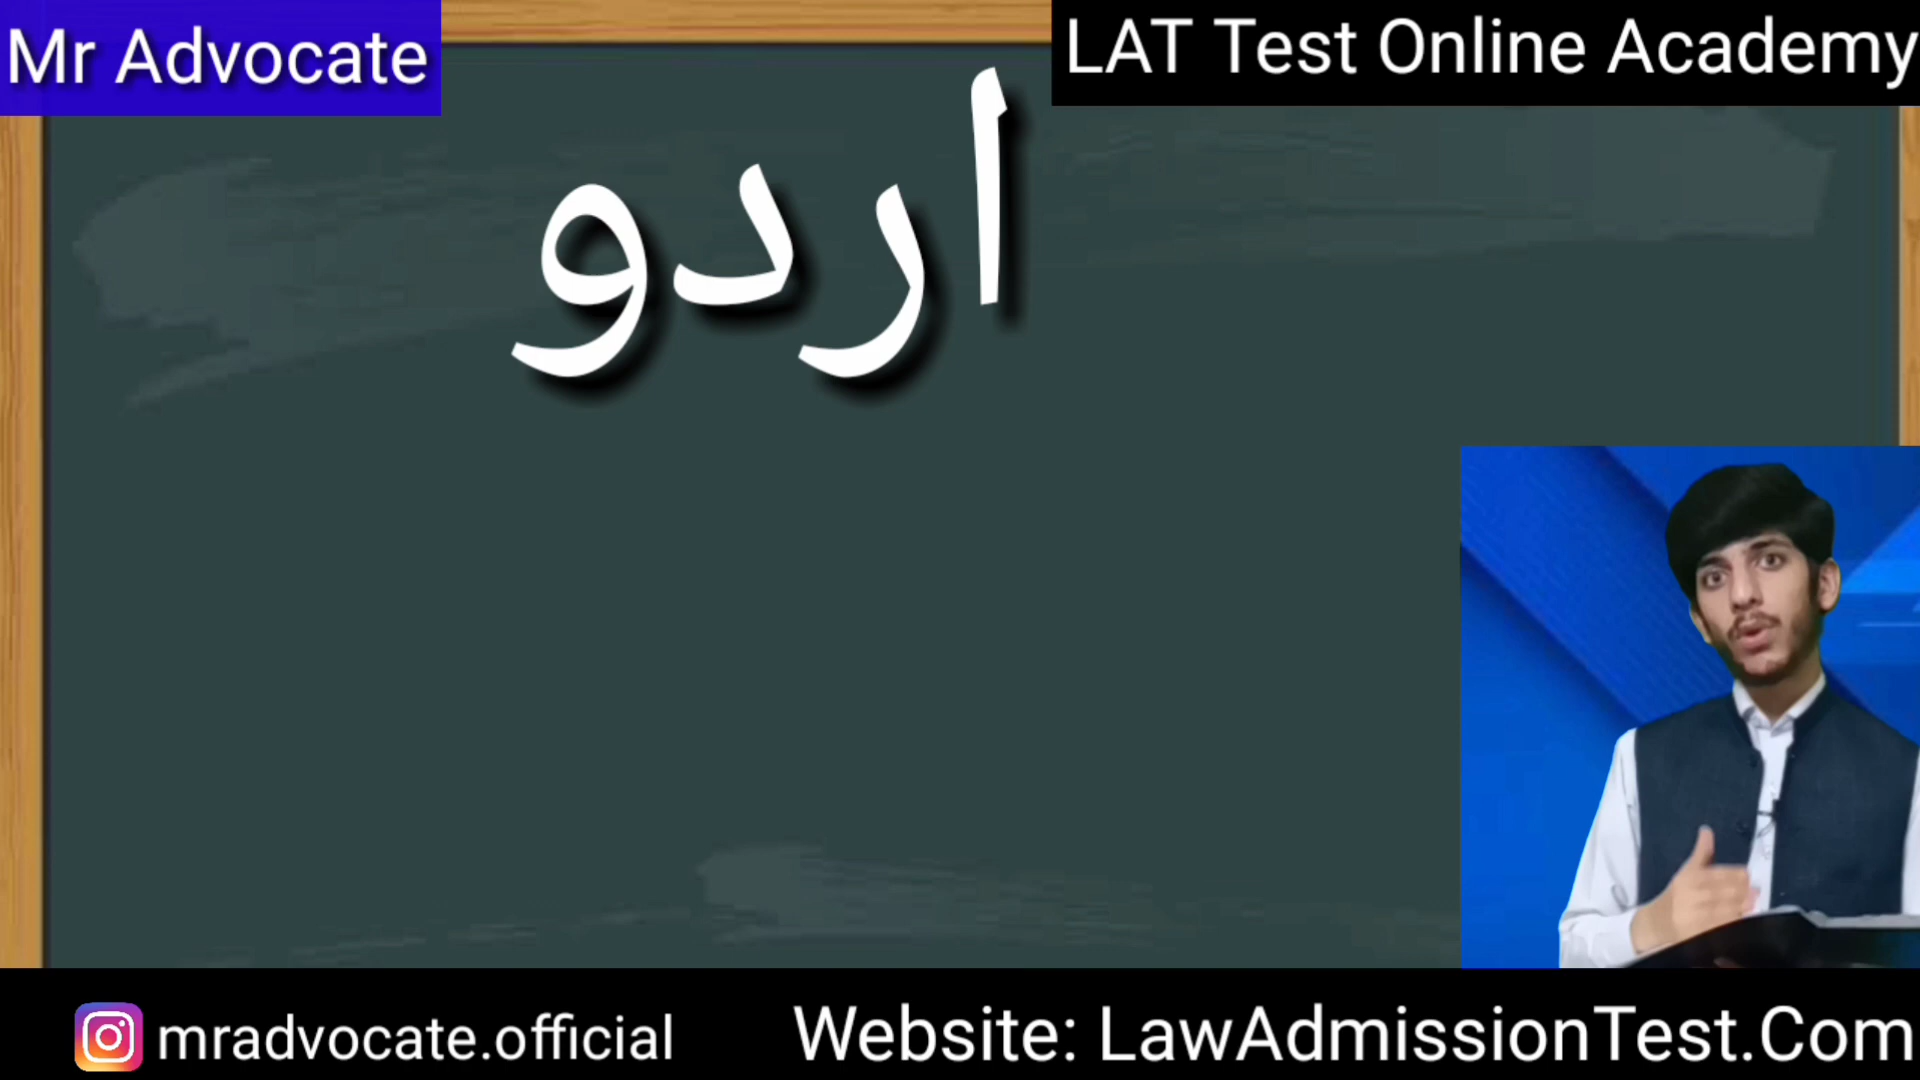 Mr Advocate
LAT Test Online Academy
اردو
mradvocate.official
Website: LawAdmissionTest.Com